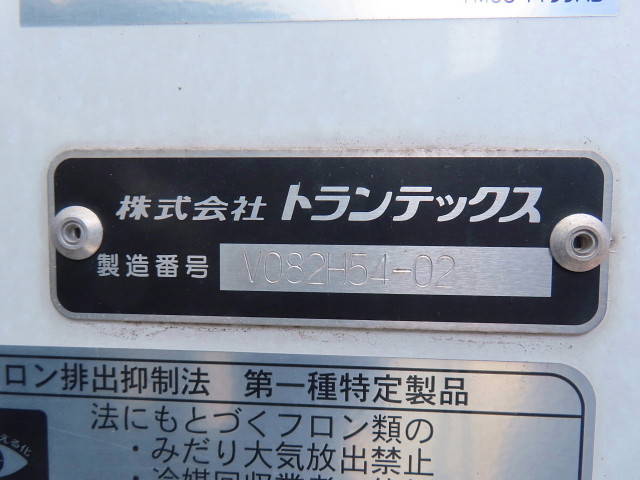 株式会社 トランテックス
製造番号 V082H54-02
ロン排出抑制法 第一種特定製品
法にもとづくフロン類の
・みだり大気放出禁止